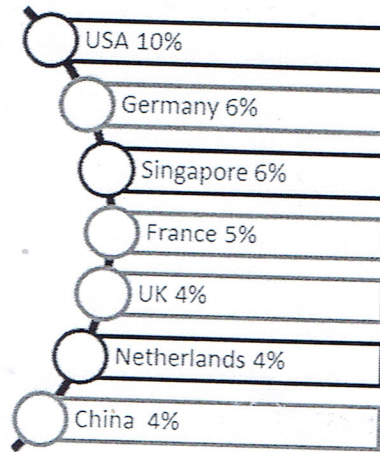 USA 10%
Germany 6%
Singapore 6%
France 5%
UK 4%
Netherlands 4%
China 4%